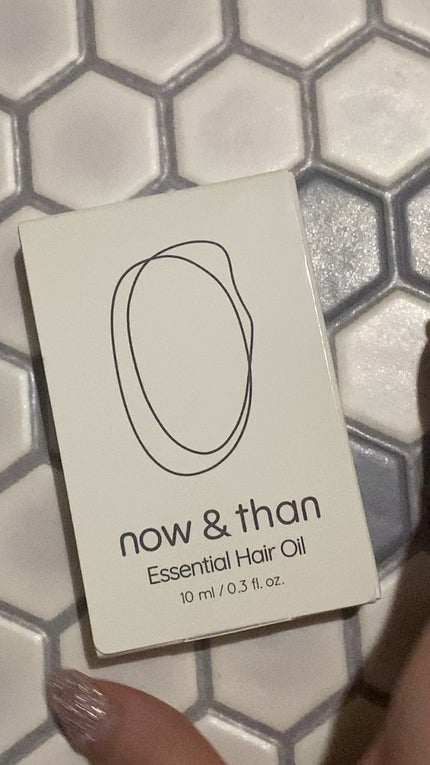 now & than
Essential Hair Oil
10 ml / 0.3 fl. oz.